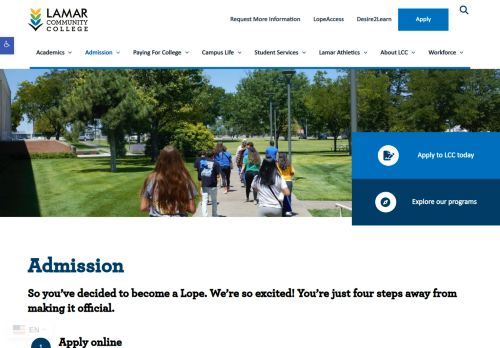 LAMAR
COMMUNITY
COLLEGE
Request More Information LopeAccess Desire2Learn Apply
Academics Admission Paying For College Campus Life Student Services Lamar Athletics About LCC Workforce
Apply to LCC today
Explore our programs
Admission
So you've decided to become a Lope. We're so excited! You're just four steps away from
making it official.
EN
1 Apply online